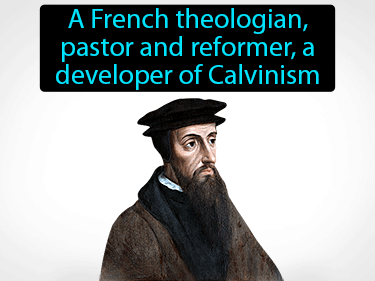 A French theologian,
pastor and reformer, a
developer of Calvinism